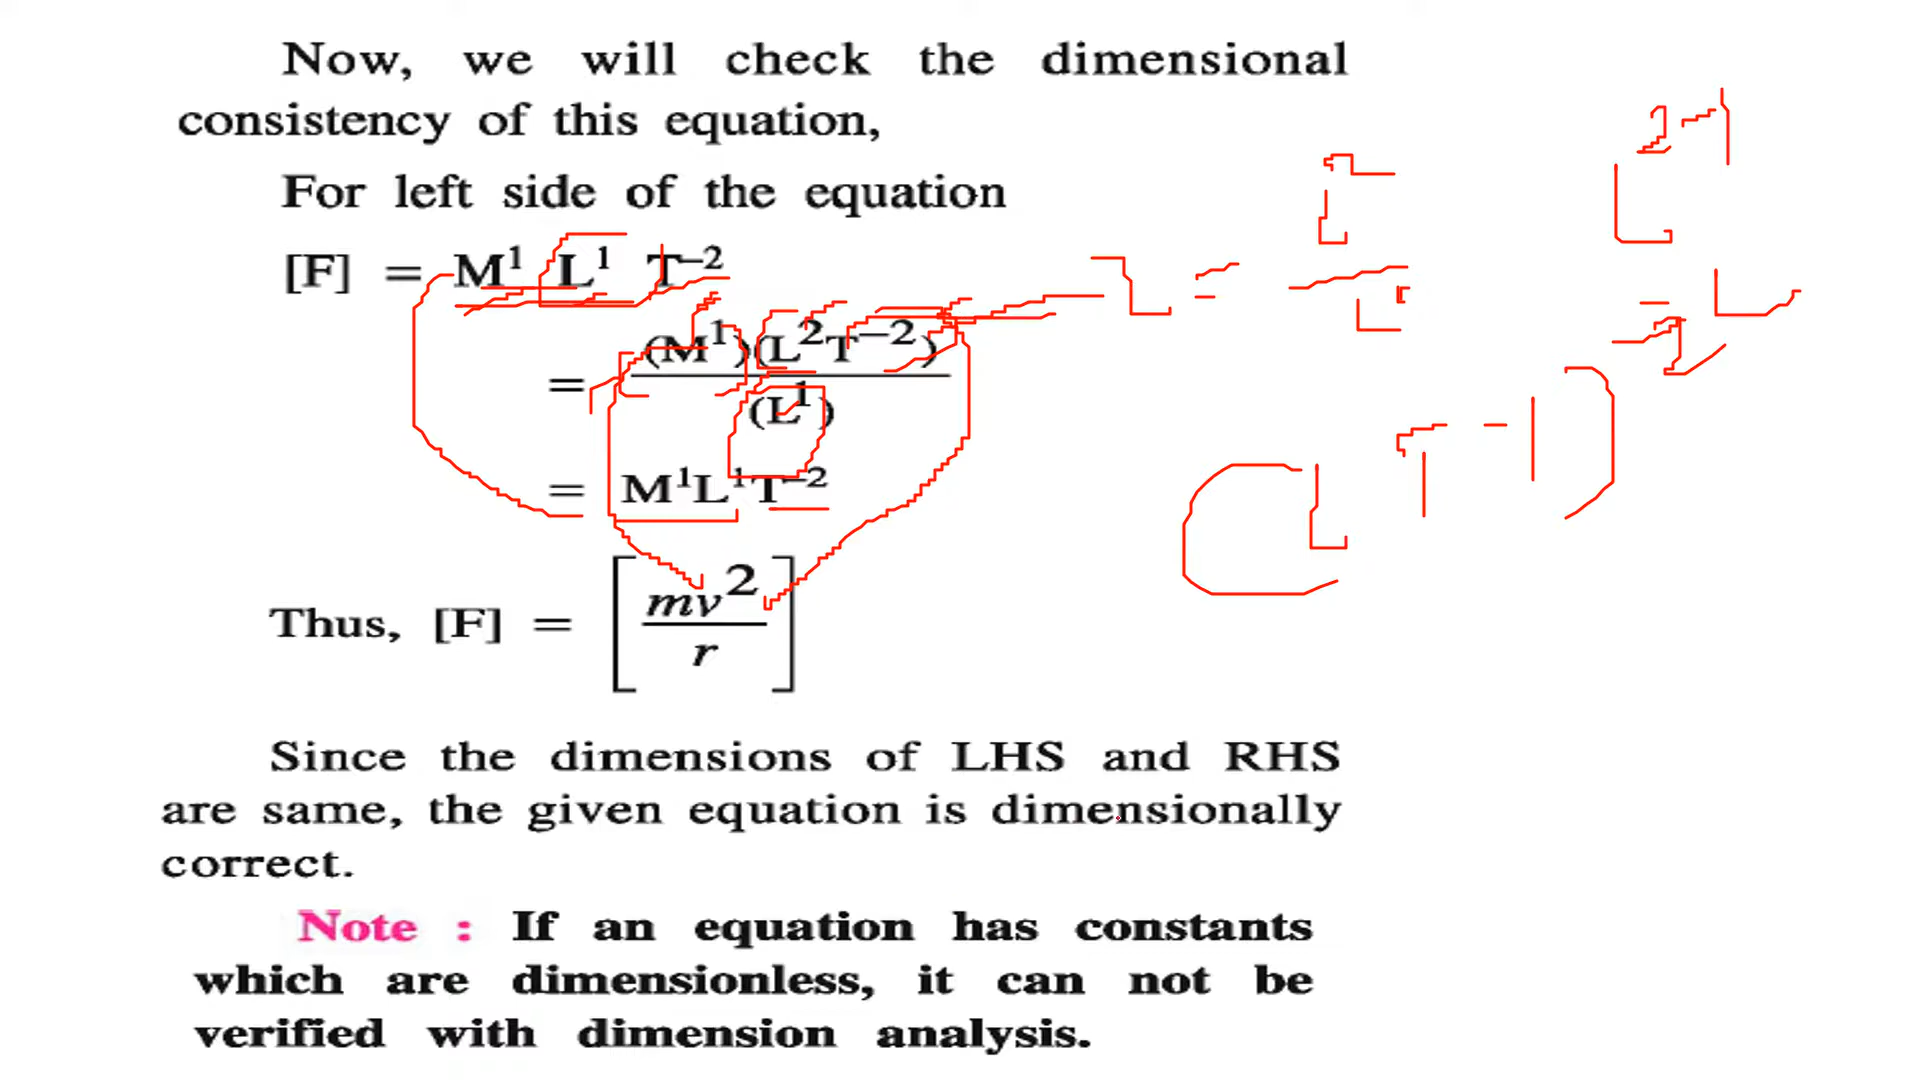 Now, we will check the dimensional
consistency of this equation,
For left side of the equation
[F] = M¹ L¹ T⁻²
= (M¹)(L²T⁻²) / (L¹)
= M¹L¹T⁻²
Thus, [F] = [mv² / r]
Since the dimensions of LHS and RHS
are same, the given equation is dimensionally
correct.
Note : If an equation has constants
which are dimensionless, it can not be
verified with dimension analysis.
L²⁻¹